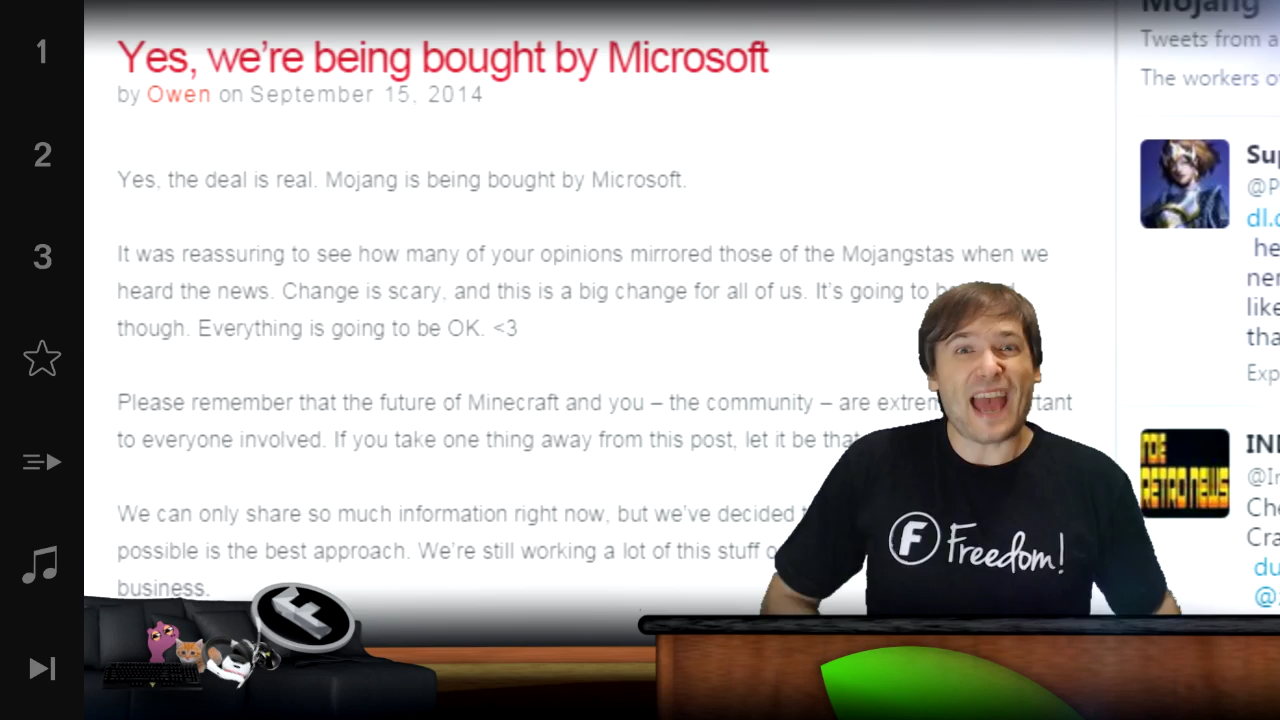 1
2
3
Yes, we're being bought by Microsoft
by Owen on September 15, 2014
Yes, the deal is real. Mojang is being bought by Microsoft.
It was reassuring to see how many of your opinions mirrored those of the Mojangstas when we
heard the news. Change is scary, and this is a big change for all of us. It's going to
though. Everything is going to be OK. <3
Please remember that the future of Minecraft and you – the community – are
to everyone involved. If you take one thing away from this post, let it be that
We can only share so much information right now, but we've decided
possible is the best approach. We're still working a lot of this stuff
business.
Mojang
Tweets from a
The workers
@P
he
like
INDIE
RETRO NEWS
F Freedom!
F